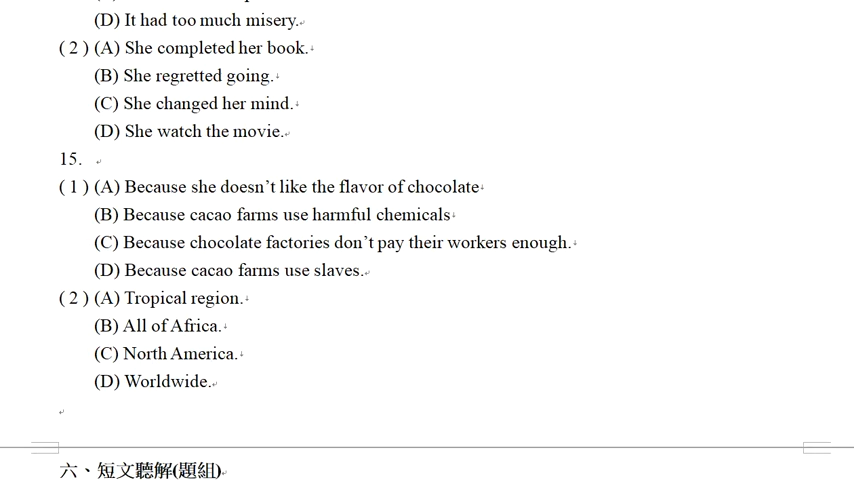 (D) It had too much misery.
( 2 ) (A) She completed her book.
(B) She regretted going.
(C) She changed her mind.
(D) She watch the movie.
15.
( 1 ) (A) Because she doesn’t like the flavor of chocolate
(B) Because cacao farms use harmful chemicals
(C) Because chocolate factories don’t pay their workers enough.
(D) Because cacao farms use slaves.
( 2 ) (A) Tropical region.
(B) All of Africa.
(C) North America.
(D) Worldwide.
六、短文聽解(題組)